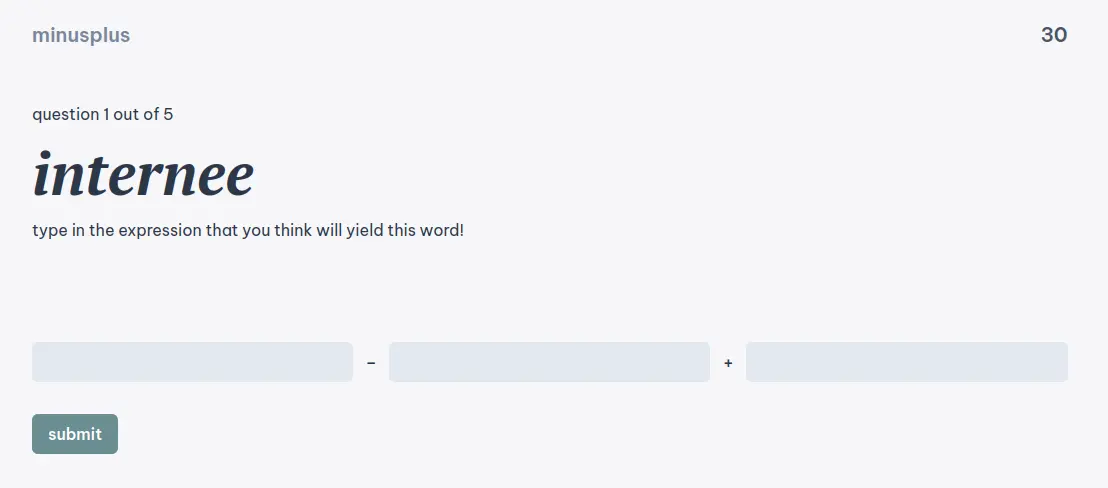 minusplus
30
question 1 out of 5
internee
type in the expression that you think will yield this word!
- +
submit